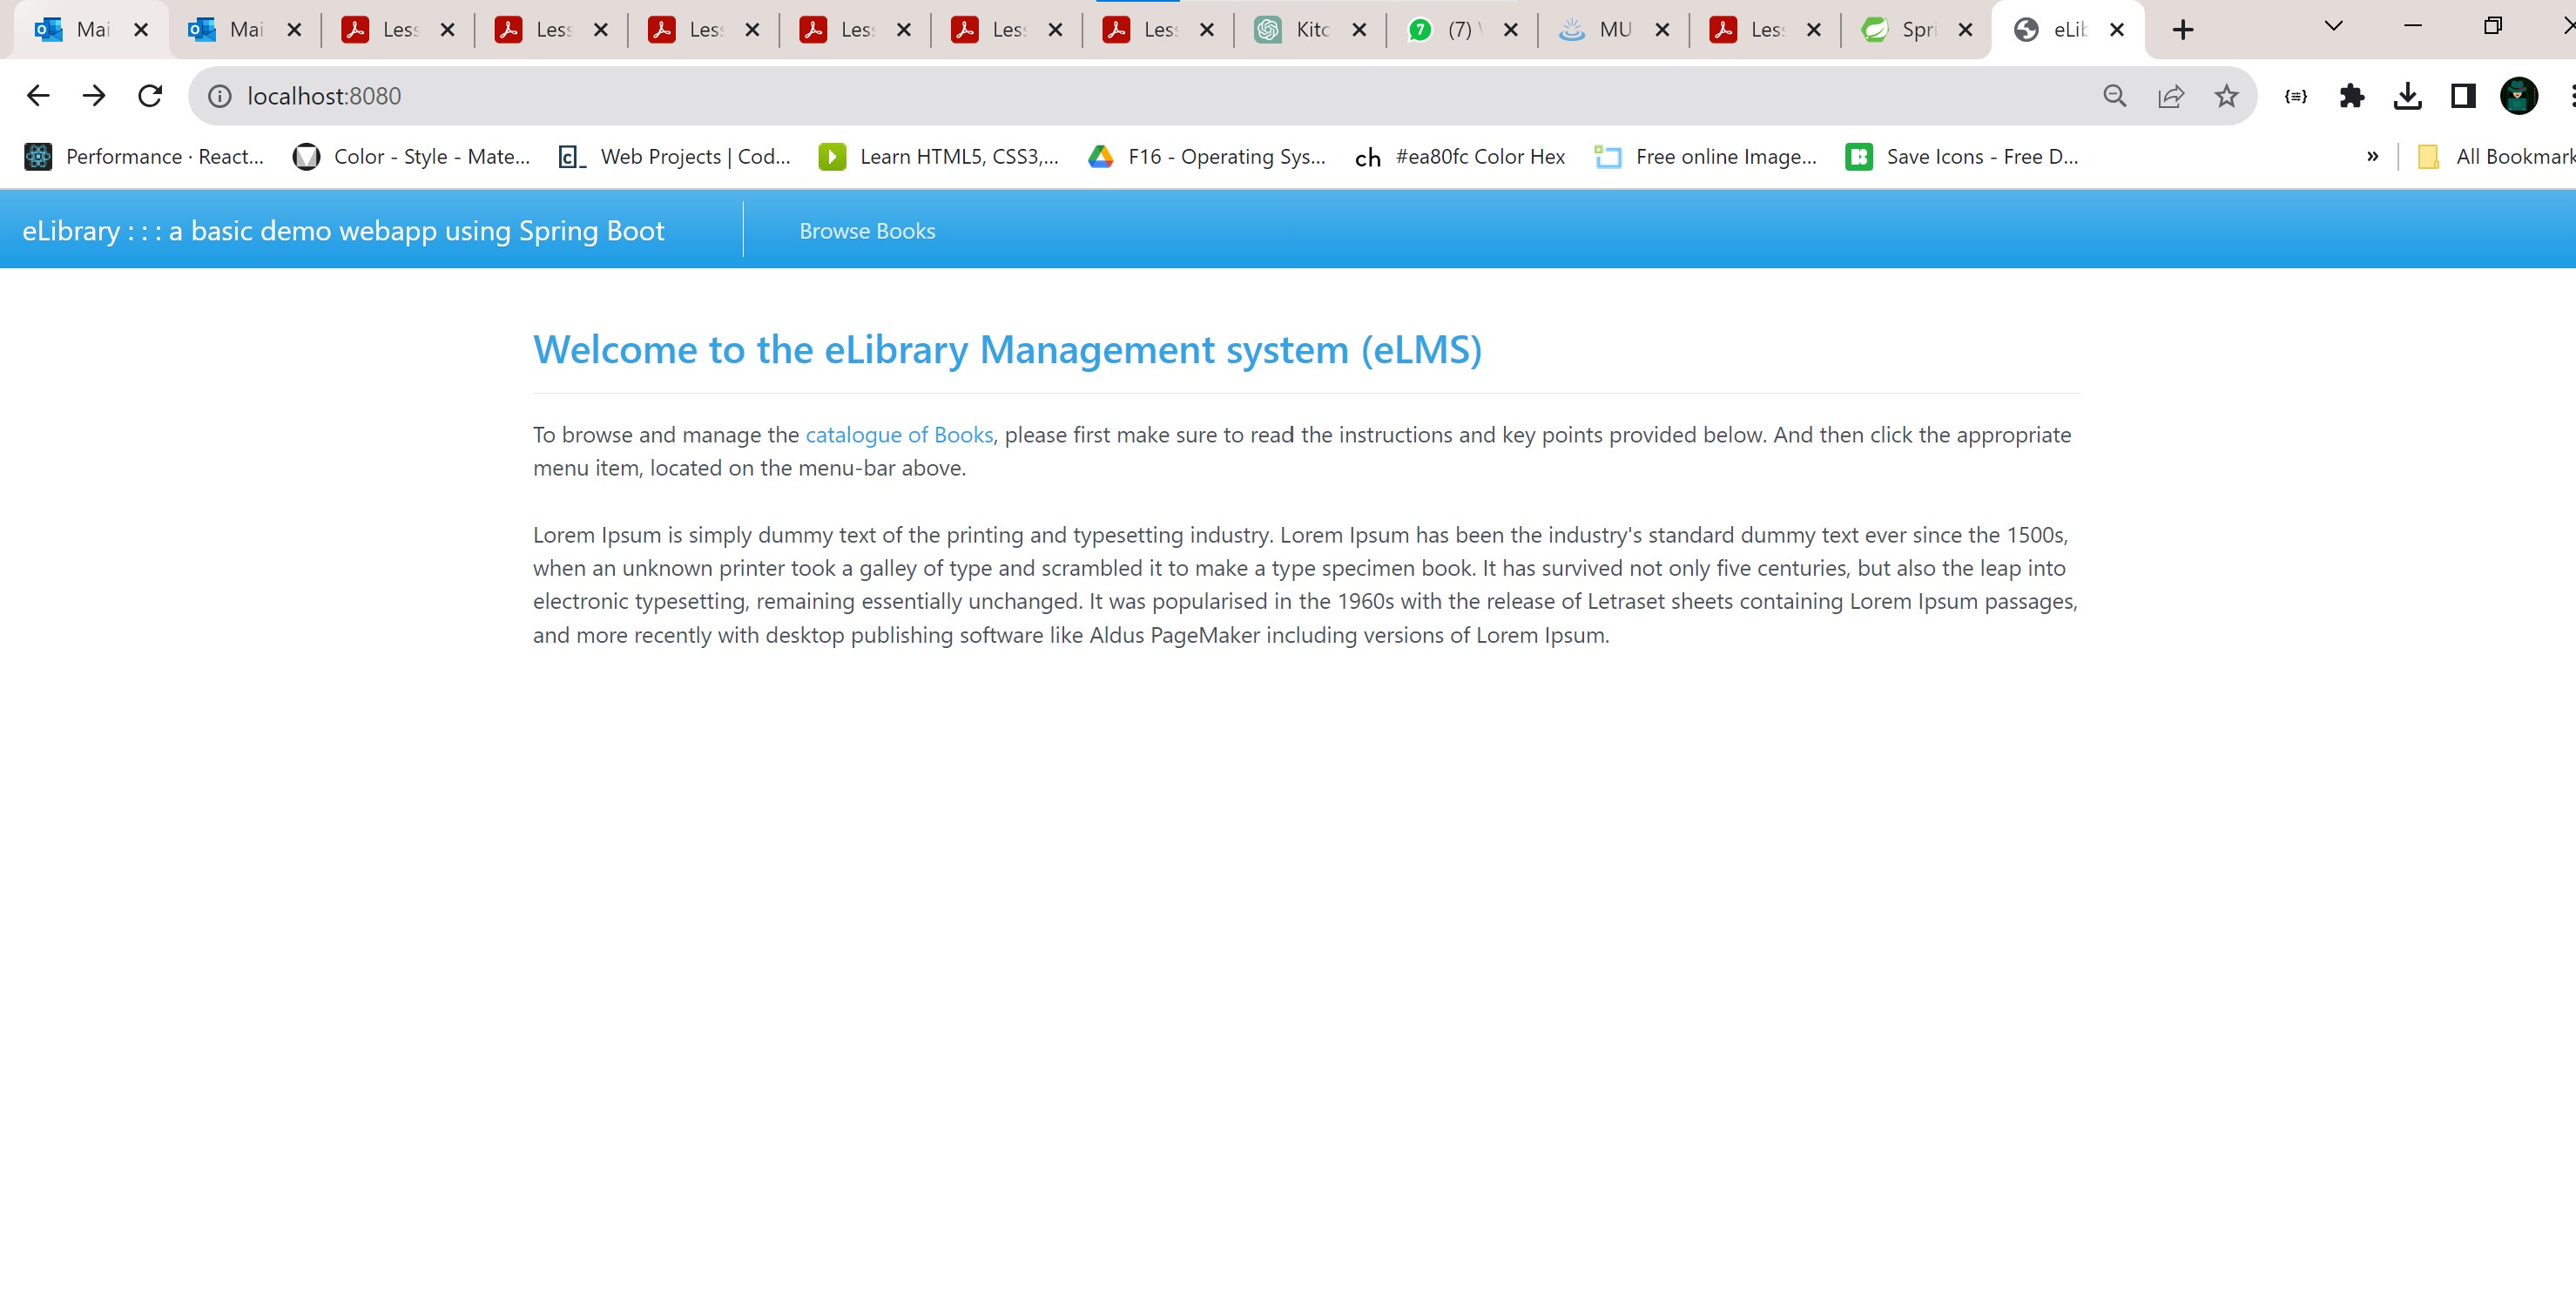 Mai Mai Less Less Less Less Less Less Kitc 7 (7) MU Less Spri eLib
localhost:8080
Performance · React... Color - Style - Mate... Web Projects | Cod... Learn HTML5, CSS3,... F16 - Operating Sys... ch #ea80fc Color Hex Free online Image... Save Icons - Free D... » All Bookmark
eLibrary : : : a basic demo webapp using Spring Boot Browse Books
Welcome to the eLibrary Management system (eLMS)
To browse and manage the catalogue of Books, please first make sure to read the instructions and key points provided below. And then click the appropriate
menu item, located on the menu-bar above.
Lorem Ipsum is simply dummy text of the printing and typesetting industry. Lorem Ipsum has been the industry's standard dummy text ever since the 1500s,
when an unknown printer took a galley of type and scrambled it to make a type specimen book. It has survived not only five centuries, but also the leap into
electronic typesetting, remaining essentially unchanged. It was popularised in the 1960s with the release of Letraset sheets containing Lorem Ipsum passages,
and more recently with desktop publishing software like Aldus PageMaker including versions of Lorem Ipsum.